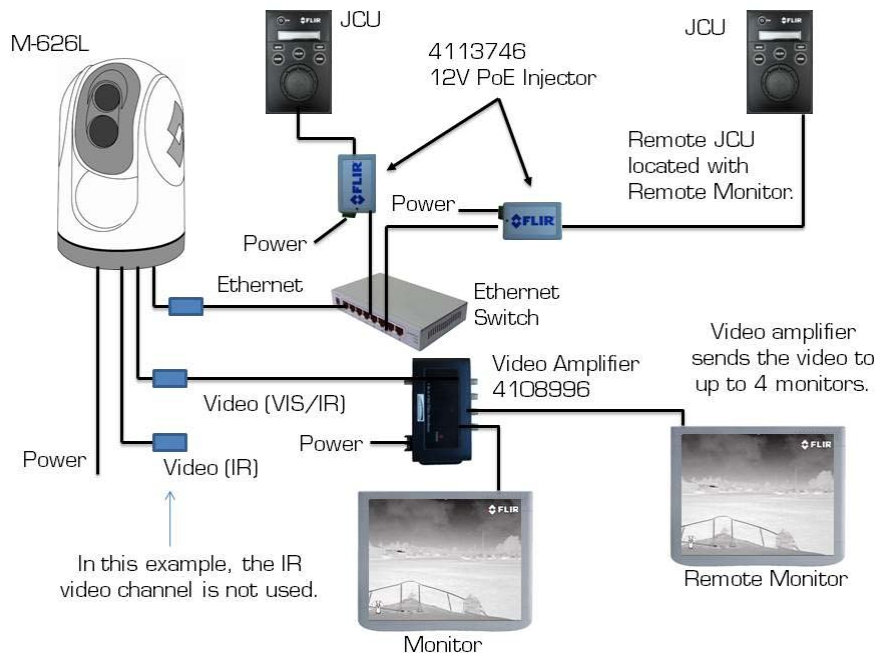 JCU
M-626L
4113746
12V PoE Injector
JCU
FLIR
FLIR
Remote JCU
located with
Remote Monitor.
FLIR
Power
FLIR
Power
Ethernet
Ethernet
Switch
Video amplifier
sends the video to
up to 4 monitors.
Video Amplifier
4108996
Video (VIS/IR)
Power
Power
Video (IR)
FLIR
FLIR
In this example, the IR
video channel is not used.
Remote Monitor
Monitor